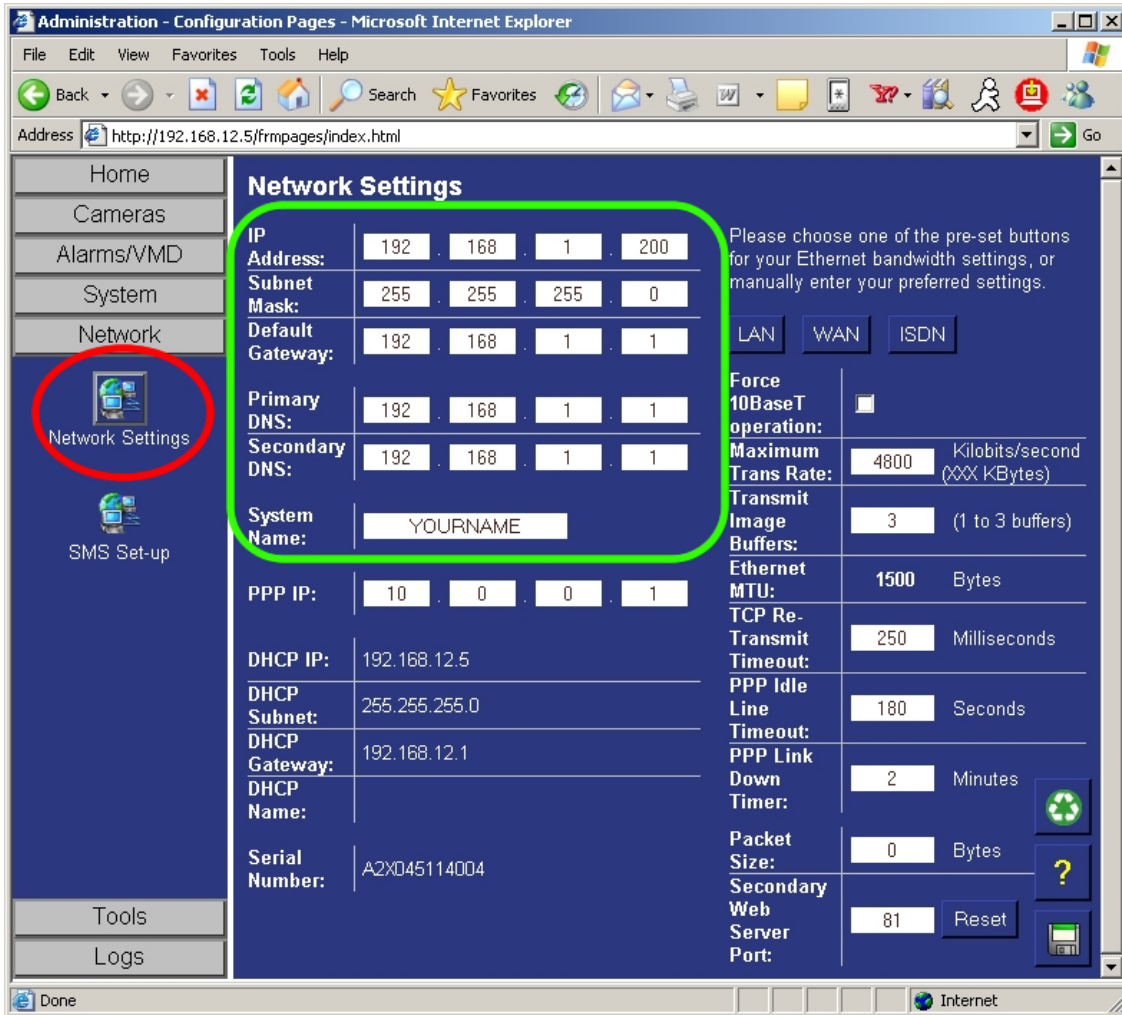 Administration - Configuration Pages - Microsoft Internet Explorer
File Edit View Favorites Tools Help
Back Search Favorites
Address http://192.168.12.5/frmpages/index.html Go
Home
Cameras
Alarms/VMD
System
Network
Network Settings
SMS Set-up
Tools
Logs
Network Settings
IP Address: 192 . 168 . 1 . 200
Subnet Mask: 255 . 255 . 255 . 0
Default Gateway: 192 . 168 . 1 . 1
Primary DNS: 192 . 168 . 1 . 1
Secondary DNS: 192 . 168 . 1 . 1
System Name: YOURNAME
PPP IP: 10 . 0 . 0 . 1
DHCP IP: 192.168.12.5
DHCP Subnet: 255.255.255.0
DHCP Gateway: 192.168.12.1
DHCP Name:
Serial Number: A2X045114004
Please choose one of the pre-set buttons
for your Ethernet bandwidth settings, or
manually enter your preferred settings.
LAN WAN ISDN
Force 10BaseT operation:
Maximum Trans Rate: 4800 Kilobits/second (XXX KBytes)
Transmit Image Buffers: 3 (1 to 3 buffers)
Ethernet MTU: 1500 Bytes
TCP Re-Transmit Timeout: 250 Milliseconds
PPP Idle Line Timeout: 180 Seconds
PPP Link Down Timer: 2 Minutes
Packet Size: 0 Bytes
?
Secondary Web Server Port: 81 Reset
Done Internet